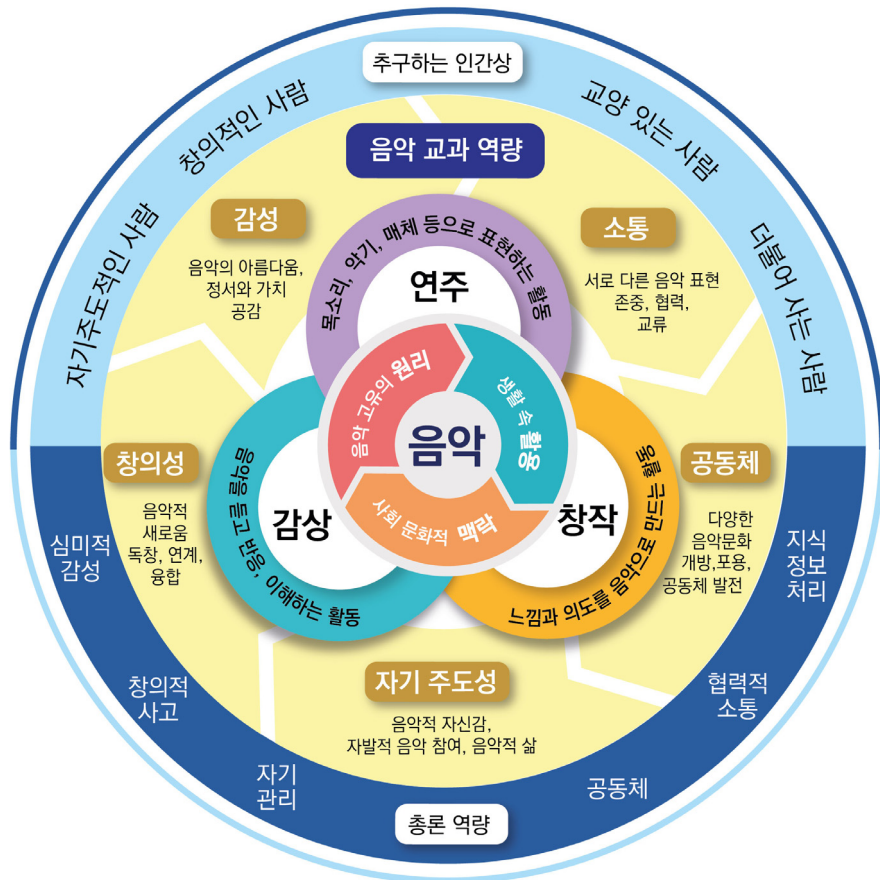 추구하는 인간상
자기주도적인 사람
창의적인 사람
교양 있는 사람
더불어 사는 사람
음악 교과 역량
감성
음악의 아름다움,
정서와 가치
공감
소통
서로 다른 음악 표현
존중, 협력,
교류
목소리, 악기, 매체 등으로 표현하는 활동
연주
음악 고유의 원리
생활 속 활용
사회 문화적 맥락
음악
창의성
음악적
새로움
독창, 연계,
융합
음악을 듣고 반응, 이해하는 활동
감상
창작
느낌과 의도를 음악으로 만드는 활동
공동체
다양한
음악문화
개방,포용,
공동체 발전
자기 주도성
음악적 자신감,
자발적 음악 참여, 음악적 삶
심미적
감성
창의적
사고
자기
관리
총론 역량
공동체
협력적
소통
지식
정보
처리